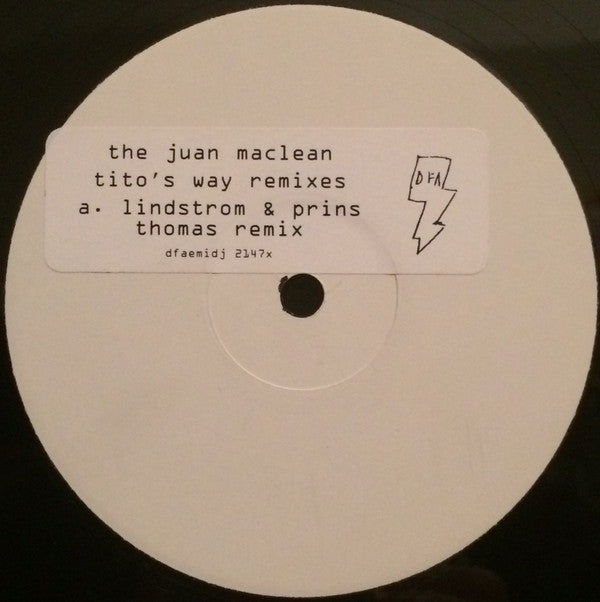 the juan maclean
tito's way remixes
a. lindstrom & prins
thomas remix
dfaemidj 2147x
DFA